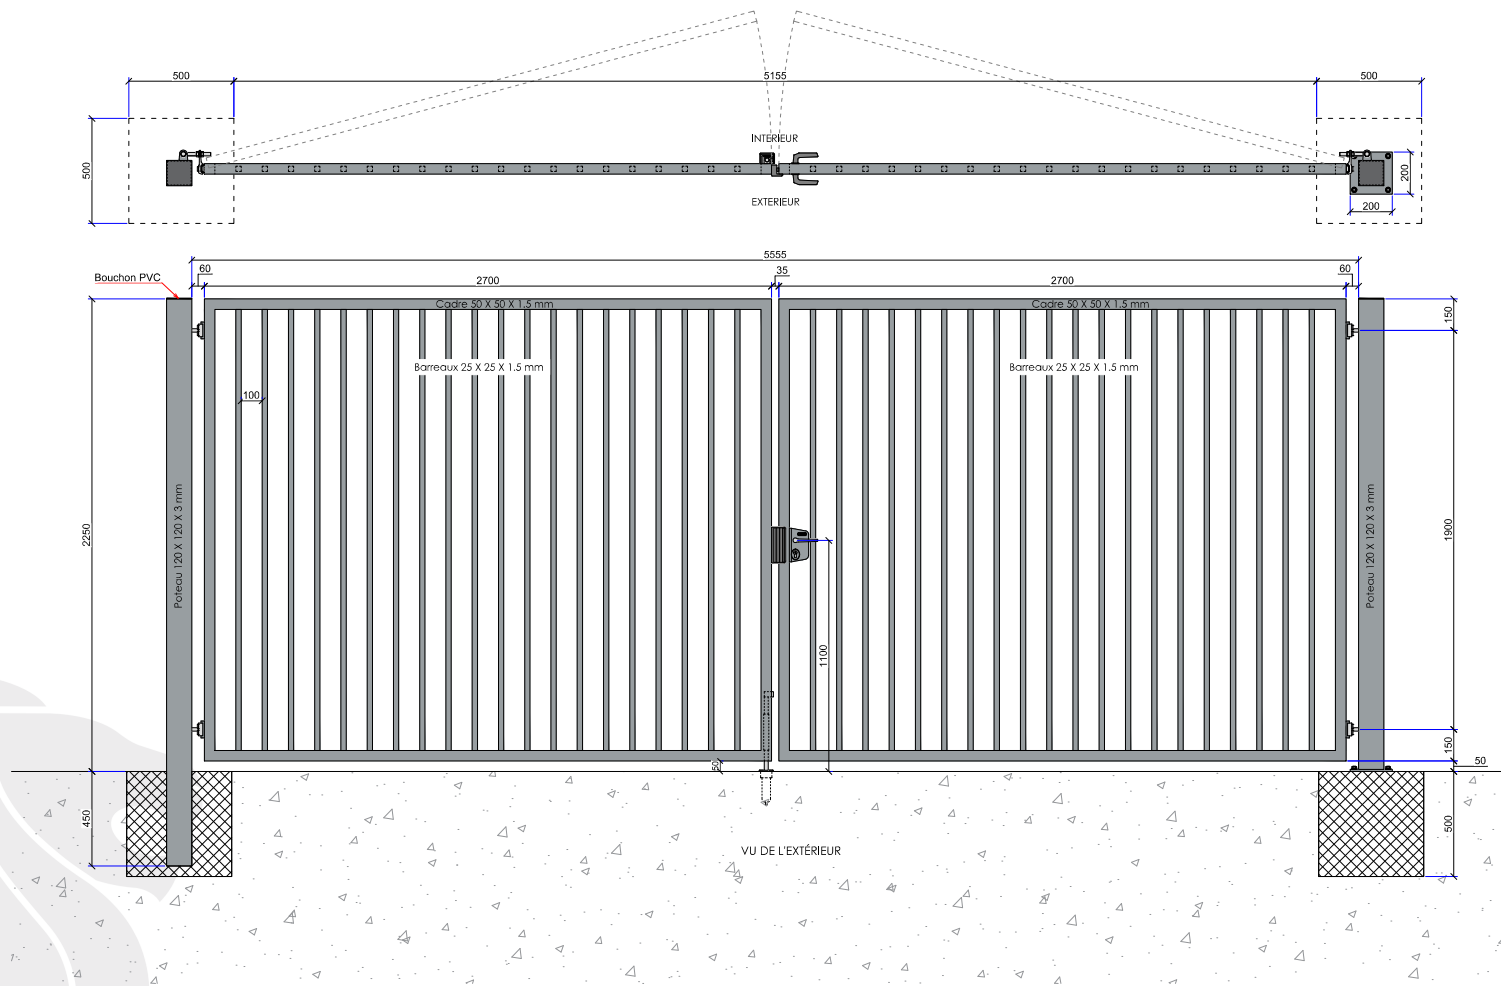 500
5155
500
500
INTÉRIEUR
EXTERIEUR
200
200
5555
Bouchon PVC
60
2700
35
2700
60
Cadre 50 X 50 X 1.5 mm
Cadre 50 X 50 X 1.5 mm
150
Barreaux 25 X 25 X 1.5 mm
Barreaux 25 X 25 X 1.5 mm
100
Poteau 120 X 120 X 3 mm
Poteau 120 X 120 X 3 mm
2250
1900
1100
150
50
50
450
500
VU DE L'EXTÉRIEUR